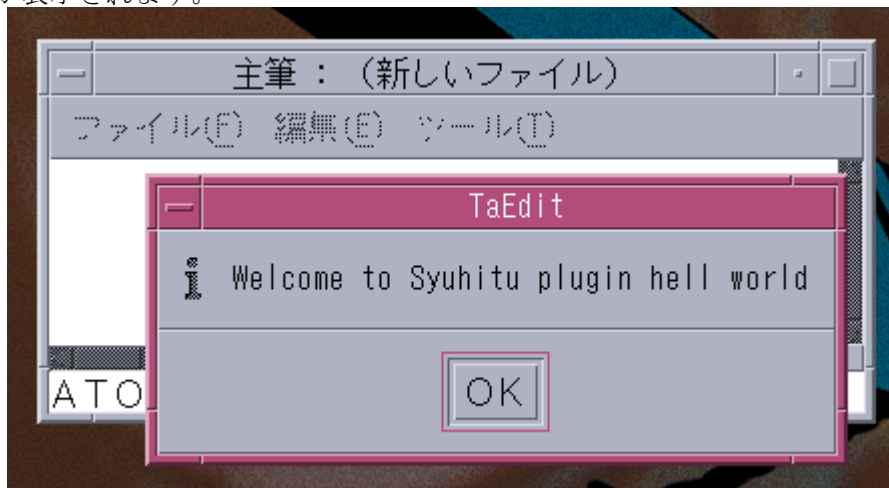 表示されます。
主筆：（新しいファイル）
ファイル(F) 編集(E) ツール(T)
TaEdit
Welcome to Syuhitu plugin hell world
OK
ATO